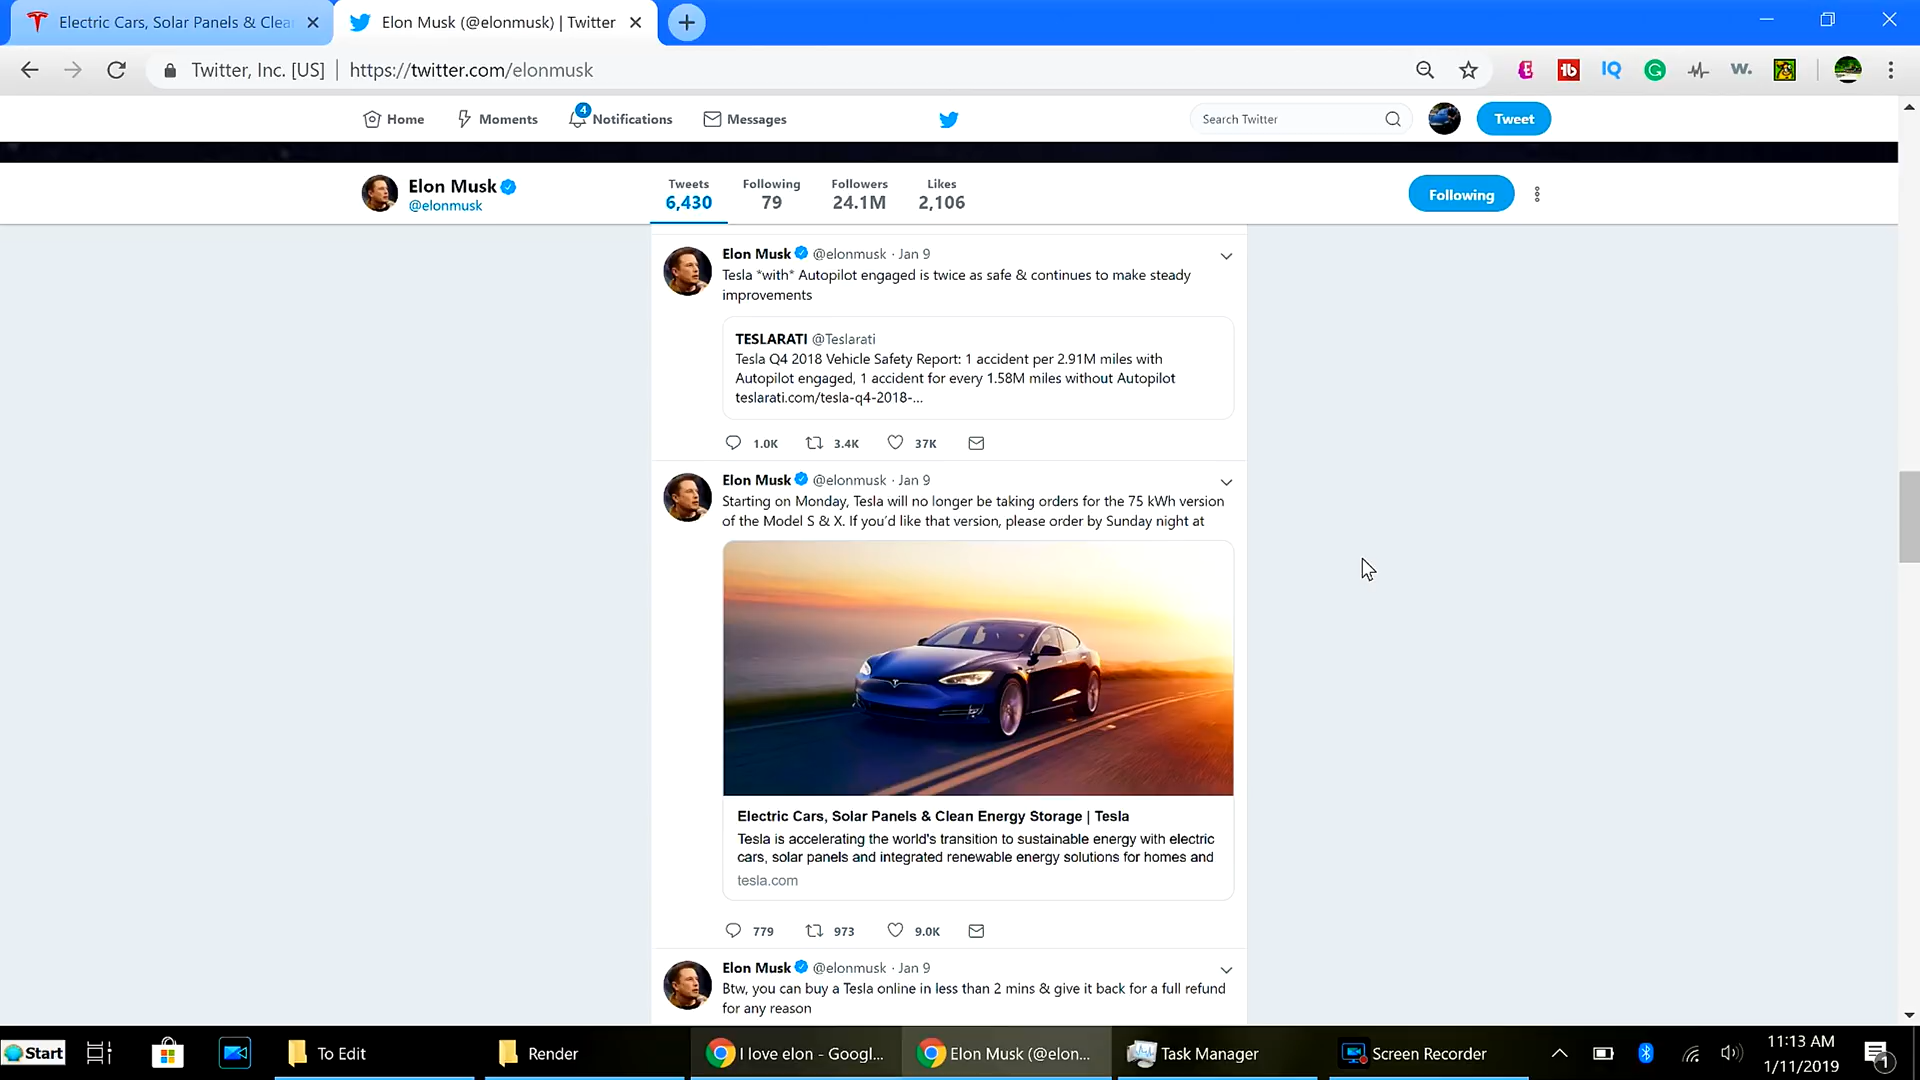 Electric Cars, Solar Panels & Clea
Elon Musk (@elonmusk) | Twitter
Twitter, Inc. [US] | https://twitter.com/elonmusk
Home
Moments
4
Notifications
Messages
Search Twitter
Tweet
Elon Musk
@elonmusk
Tweets
6,430
Following
79
Followers
24.1M
Likes
2,106
Following
Elon Musk @elonmusk · Jan 9
Tesla *with* Autopilot engaged is twice as safe & continues to make steady
improvements
TESLARATI @Teslarati
Tesla Q4 2018 Vehicle Safety Report: 1 accident per 2.91M miles with
Autopilot engaged, 1 accident for every 1.58M miles without Autopilot
teslarati.com/tesla-q4-2018-...
1.0K 3.4K 37K
Elon Musk @elonmusk · Jan 9
Starting on Monday, Tesla will no longer be taking orders for the 75 kWh version
of the Model S & X. If you'd like that version, please order by Sunday night at
Electric Cars, Solar Panels & Clean Energy Storage | Tesla
Tesla is accelerating the world's transition to sustainable energy with electric
cars, solar panels and integrated renewable energy solutions for homes and
tesla.com
779 973 9.0K
Elon Musk @elonmusk · Jan 9
Btw, you can buy a Tesla online in less than 2 mins & give it back for a full refund
for any reason
Start
To Edit
Render
I love elon - Googl...
Elon Musk (@elon...
Task Manager
Screen Recorder
11:13 AM
1/11/2019
1